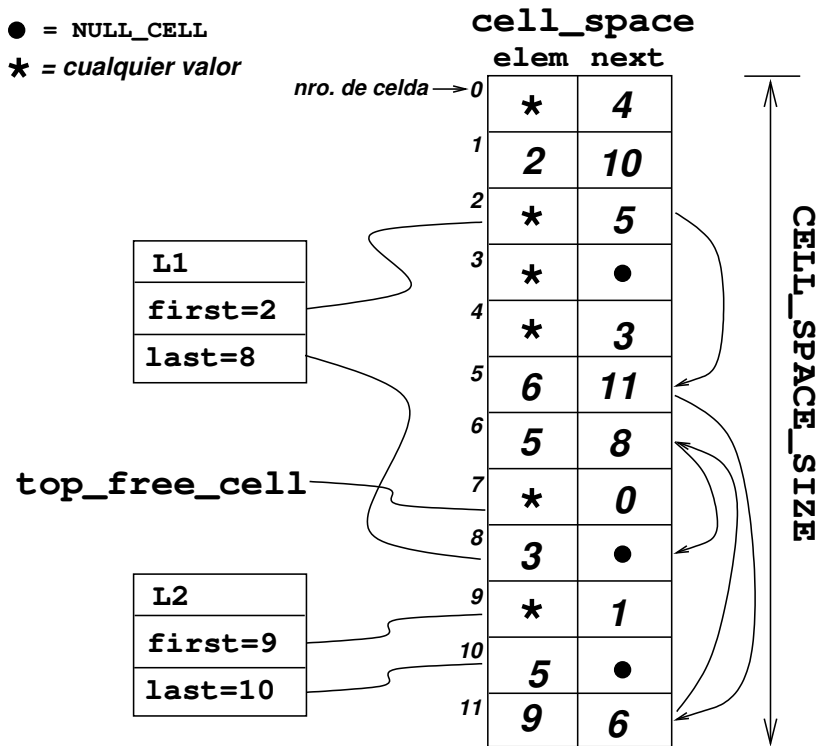 ● = NULL_CELL
* = cualquier valor
cell_space
elem next
nro. de celda
0 * 4
1 2 10
2 * 5
3 * ●
4 * 3
5 6 11
6 5 8
7 * 0
8 3 ●
9 * 1
10 5 ●
11 9 6
L1
first=2
last=8
top_free_cell
L2
first=9
last=10
CELL_SPACE_SIZE